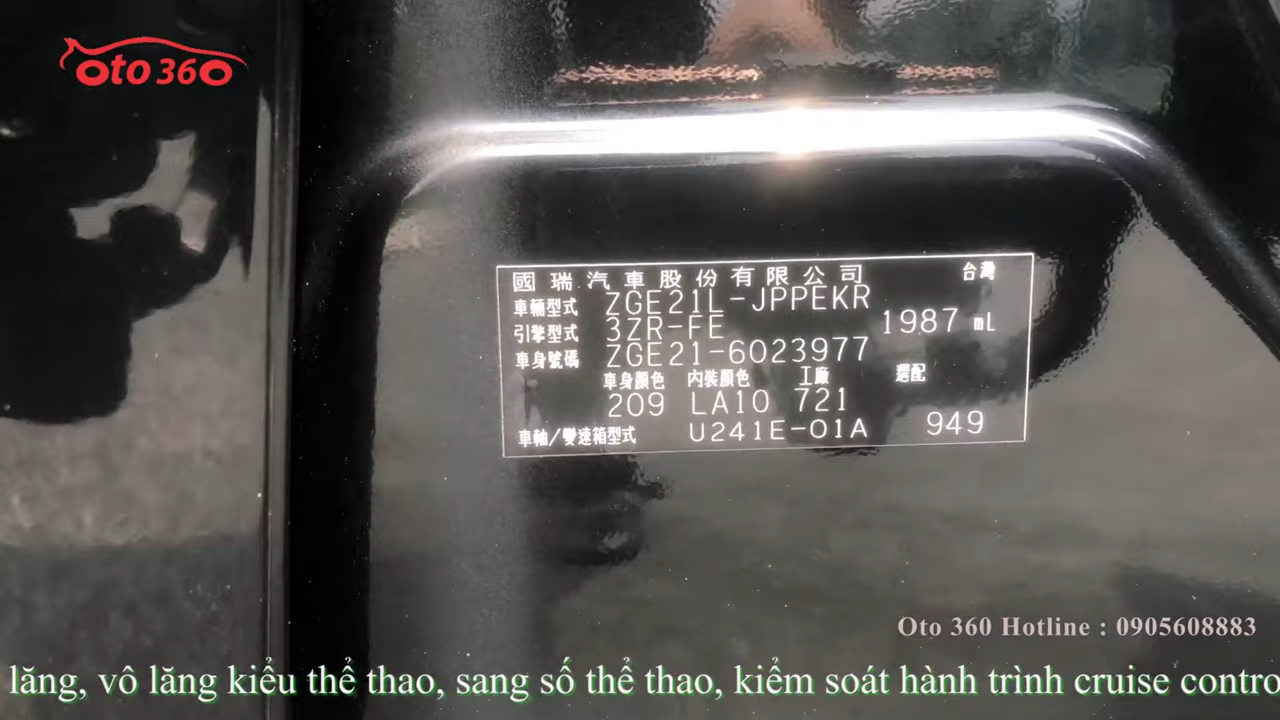 oto 360
國瑞汽車股份有限公司 台灣
車輛型式 ZGE21L-JPPEKR
引擎型式 3ZR-FE 1987 mL
車身號碼 ZGE21-6023977
車身顏色 內裝顏色 工廠 選配
209 LA10 721
車軸/變速箱型式 U241E-01A 949
Oto 360 Hotline : 0905608883
lăng, vô lăng kiểu thể thao, sang số thể thao, kiểm soát hành trình cruise contro